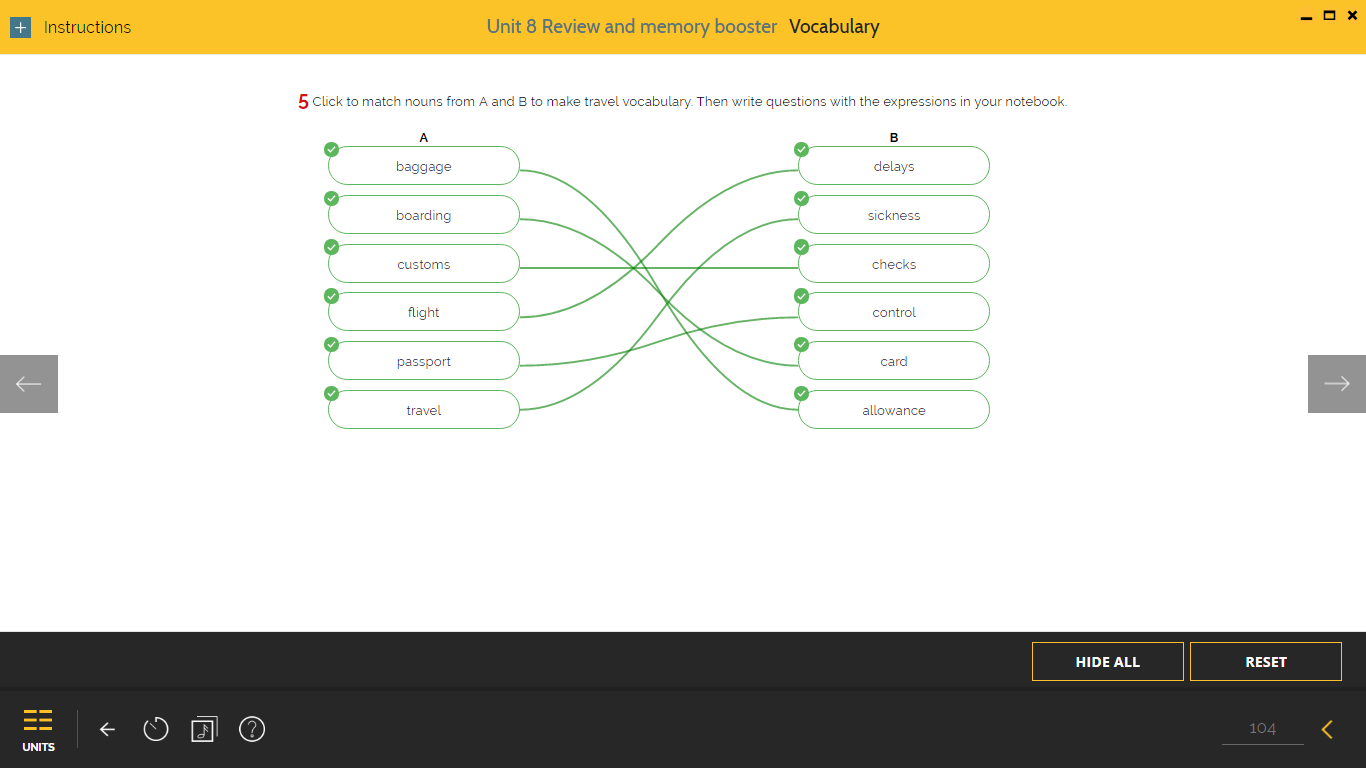 Instructions
Unit 8 Review and memory booster Vocabulary
5 Click to match nouns from A and B to make travel vocabulary. Then write questions with the expressions in your notebook.
A
B
baggage
delays
boarding
sickness
customs
checks
flight
control
passport
card
travel
allowance
HIDE ALL
RESET
UNITS
104